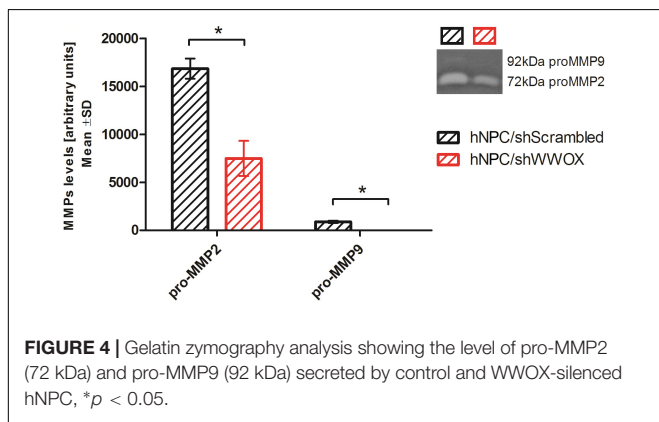 MMPs levels [arbitrary units]
Mean ±SD
20000
15000
10000
5000
0
*
*
pro-MMP2
pro-MMP9
92kDa proMMP9
72kDa proMMP2
hNPC/shScrambled
hNPC/shWWOX
FIGURE 4 | Gelatin zymography analysis showing the level of pro-MMP2
(72 kDa) and pro-MMP9 (92 kDa) secreted by control and WWOX-silenced
hNPC, *p < 0.05.